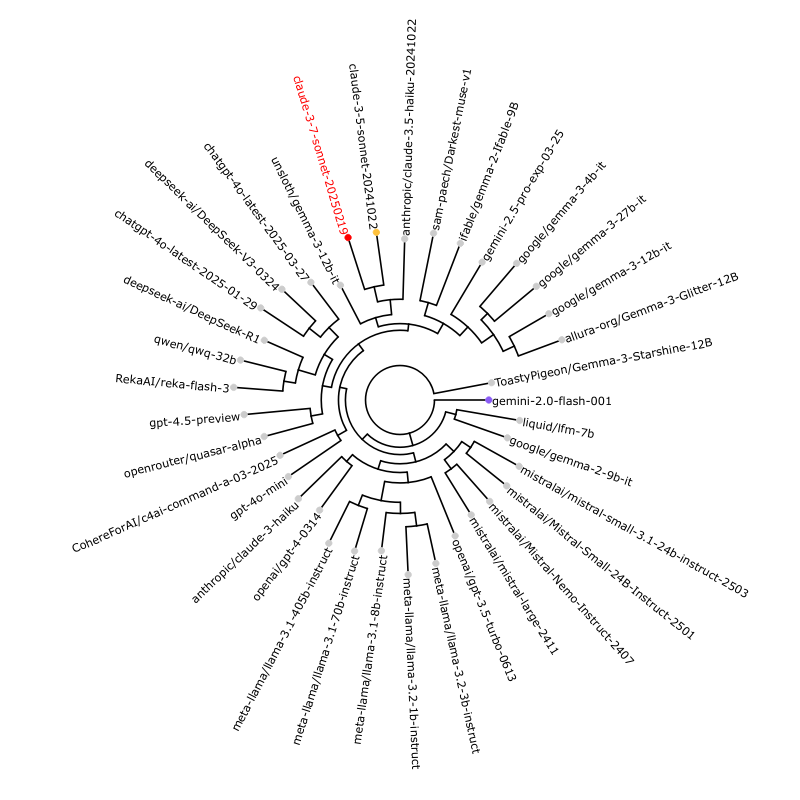 anthropic/claude-3.5-haiku-20241022
sam-paech/Darkest-muse-v1
ifable/gemma-2-Ifable-9B
gemini-2.5-pro-exp-03-25
google/gemma-3-4b-it
google/gemma-3-27b-it
google/gemma-3-12b-it
allura-org/Gemma-3-Glitter-12B
ToastyPigeon/Gemma-3-Starshine-12B
gemini-2.0-flash-001
liquid/lfm-7b
google/gemma-2-9b-it
mistralai/mistral-small-3.1-24b-instruct-2503
mistralai/Mistral-Small-24B-Instruct-2501
mistralai/Mistral-Nemo-Instruct-2407
mistralai/mistral-large-2411
openai/gpt-3.5-turbo-0613
meta-llama/llama-3.2-3b-instruct
meta-llama/llama-3.2-1b-instruct
meta-llama/llama-3.1-8b-instruct
meta-llama/llama-3.1-70b-instruct
meta-llama/llama-3.1-405b-instruct
openai/gpt-4-0314
anthropic/claude-3-haiku
gpt-4o-mini
CohereForAI/c4ai-command-a-03-2025
openrouter/quasar-alpha
gpt-4.5-preview
RekaAI/reka-flash-3
qwen/qwq-32b
deepseek-ai/DeepSeek-R1
chatgpt-4o-latest-2025-01-29
deepseek-ai/DeepSeek-V3-0324
chatgpt-4o-latest-2025-03-27
unsloth/gemma-3-12b-it
claude-3-7-sonnet-20250219
claude-3-5-sonnet-20241022